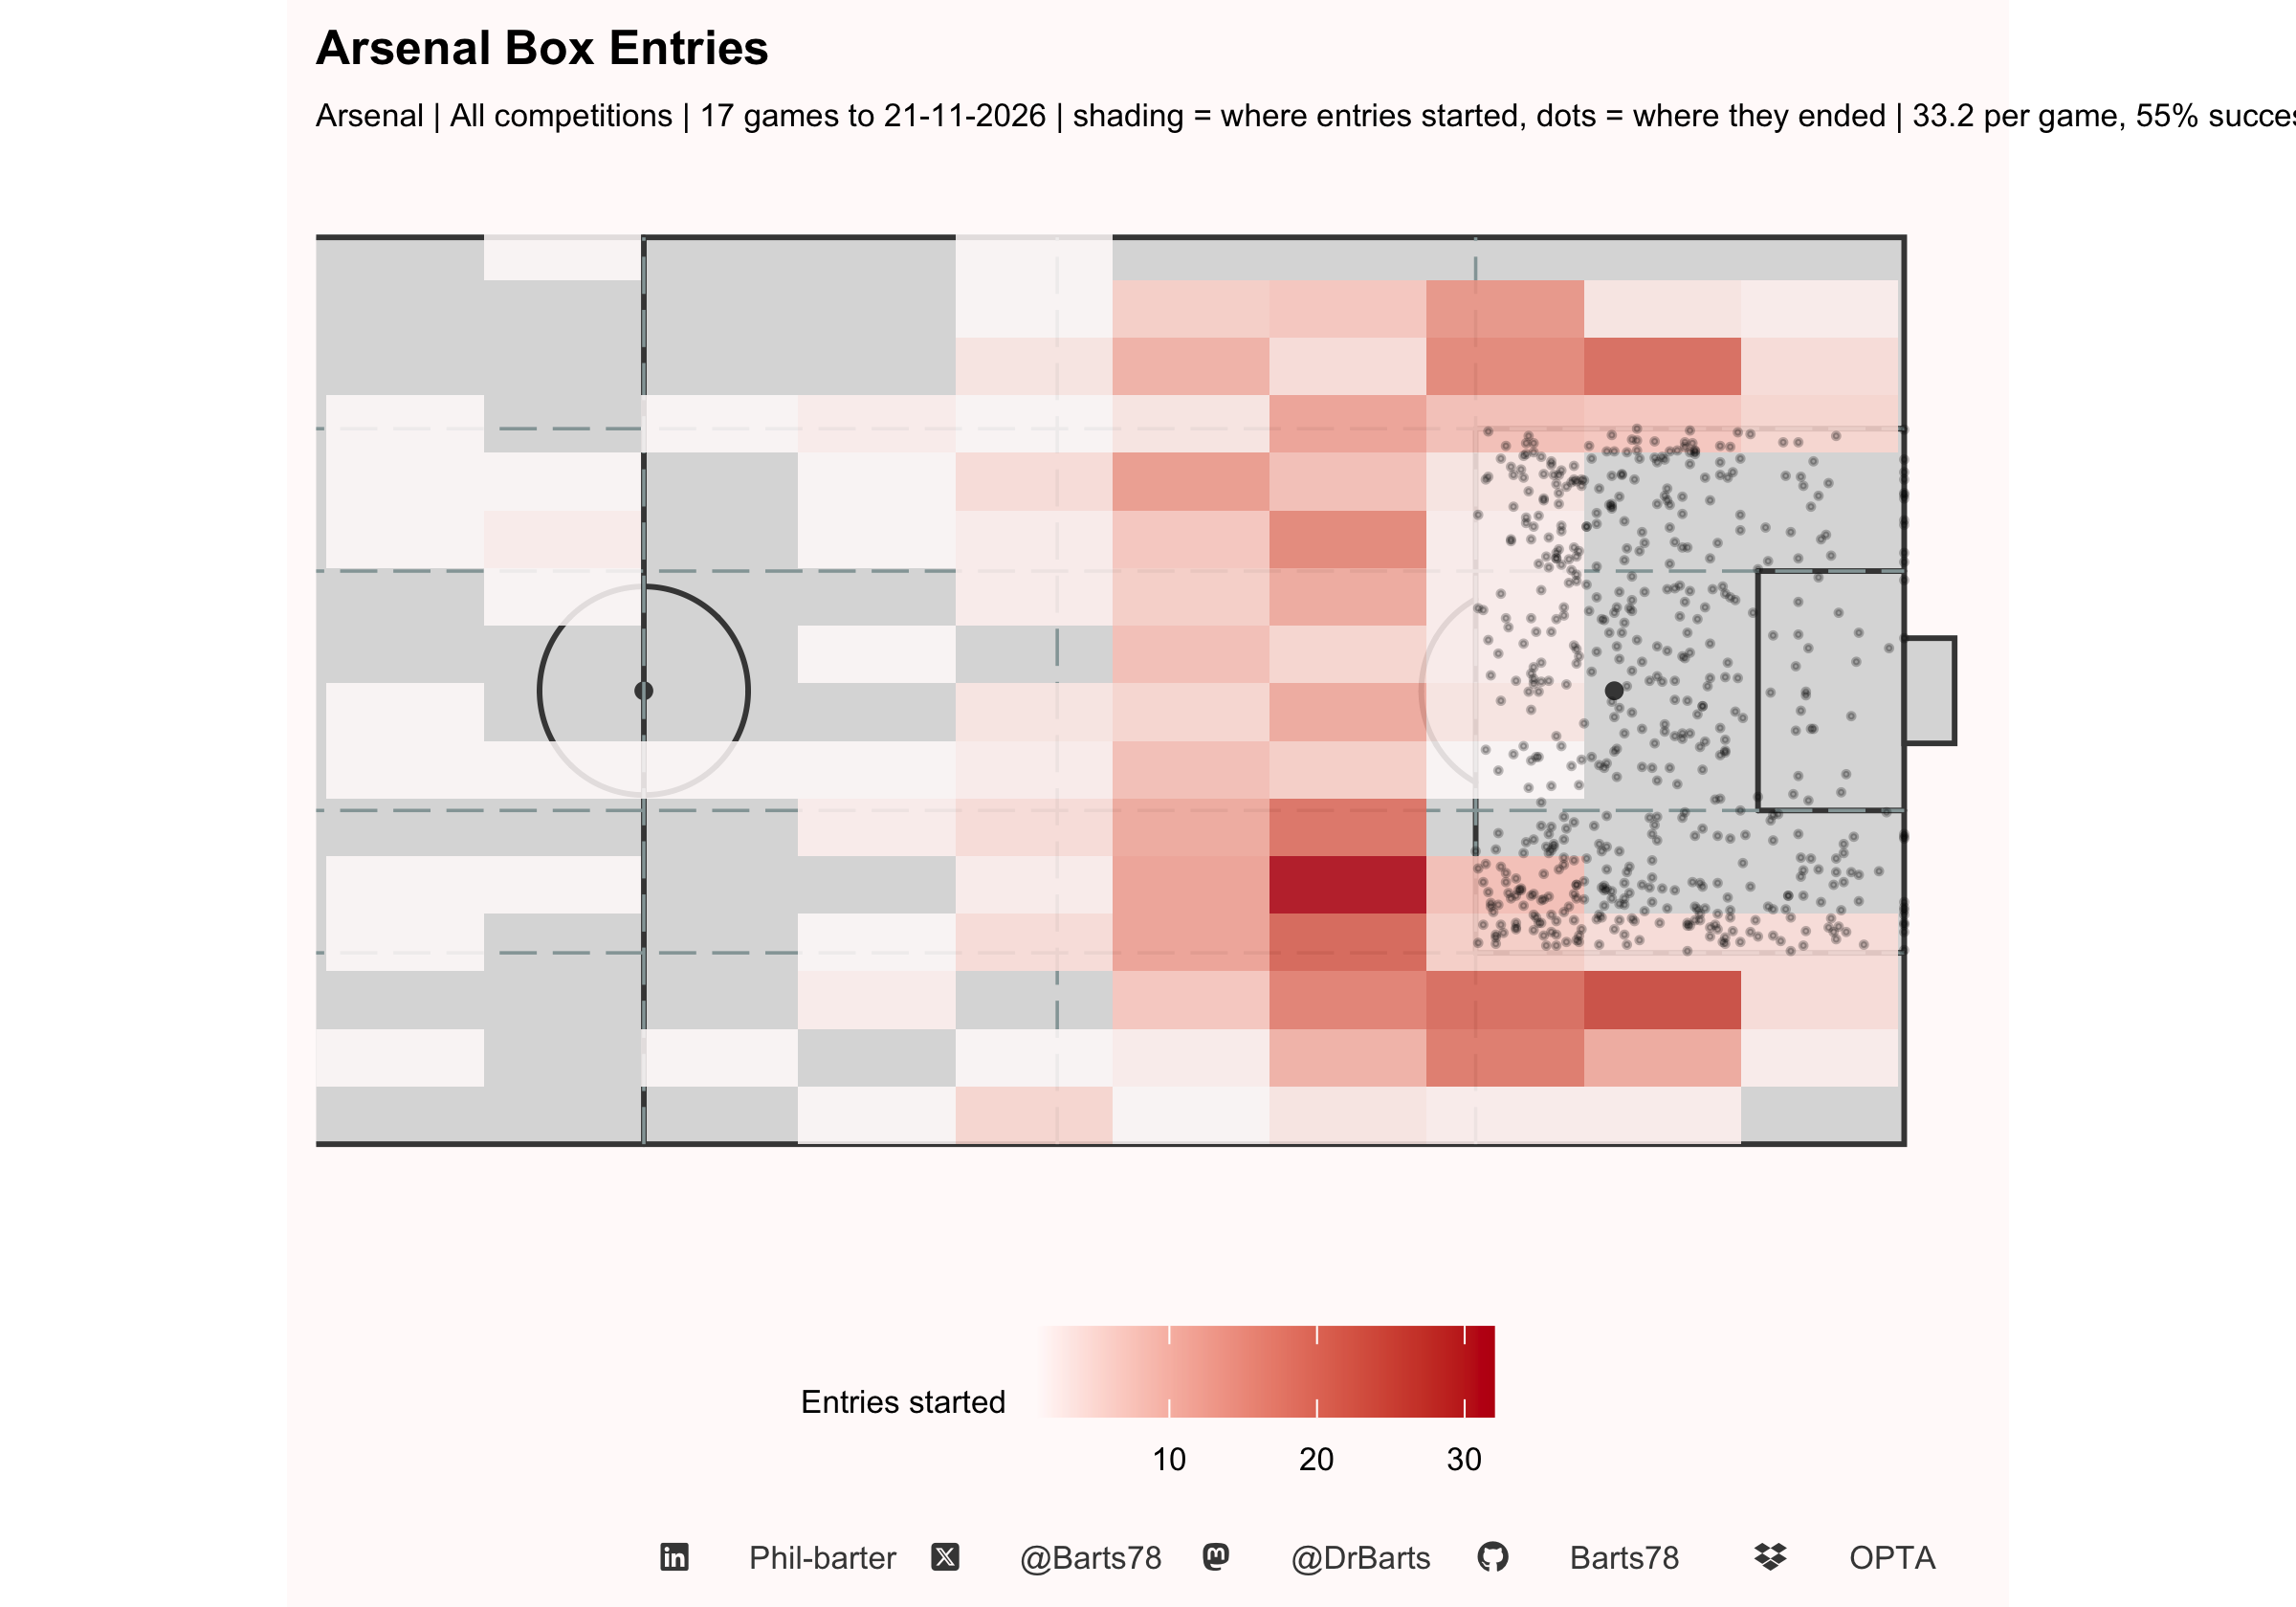 Arsenal Box Entries
Arsenal | All competitions | 17 games to 21-11-2026 | shading = where entries started, dots = where they ended | 33.2 per game, 55% succes
Entries started
10 20 30
Phil-barter @Barts78 @DrBarts Barts78 OPTA